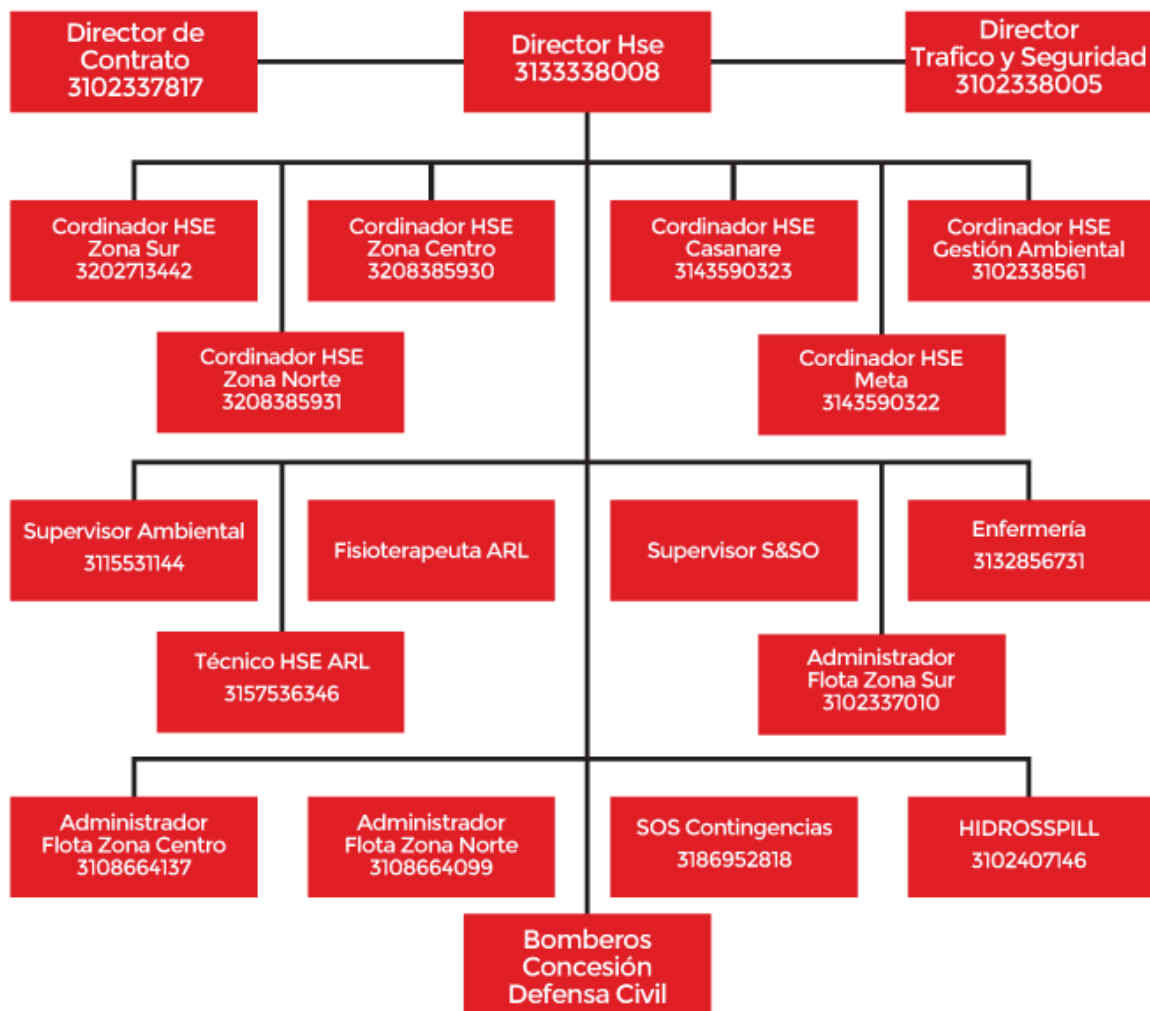 Director de
Contrato
3102337817
Director Hse
3133338008
Director
Trafico y Seguridad
3102338005
Cordinador HSE
Zona Sur
3202713442
Cordinador HSE
Zona Centro
3208385930
Cordinador HSE
Casanare
3143590323
Cordinador HSE
Gestión Ambiental
3102338561
Cordinador HSE
Zona Norte
3208385931
Cordinador HSE
Meta
3143590322
Supervisor Ambiental
3115531144
Fisioterapeuta ARL
Supervisor S&SO
Enfermería
3132856731
Técnico HSE ARL
3157536346
Administrador
Flota Zona Sur
3102337010
Administrador
Flota Zona Centro
3108664137
Administrador
Flota Zona Norte
3108664099
SOS Contingencias
3186952818
HIDROSSPILL
3102407146
Bomberos
Concesión
Defensa Civil